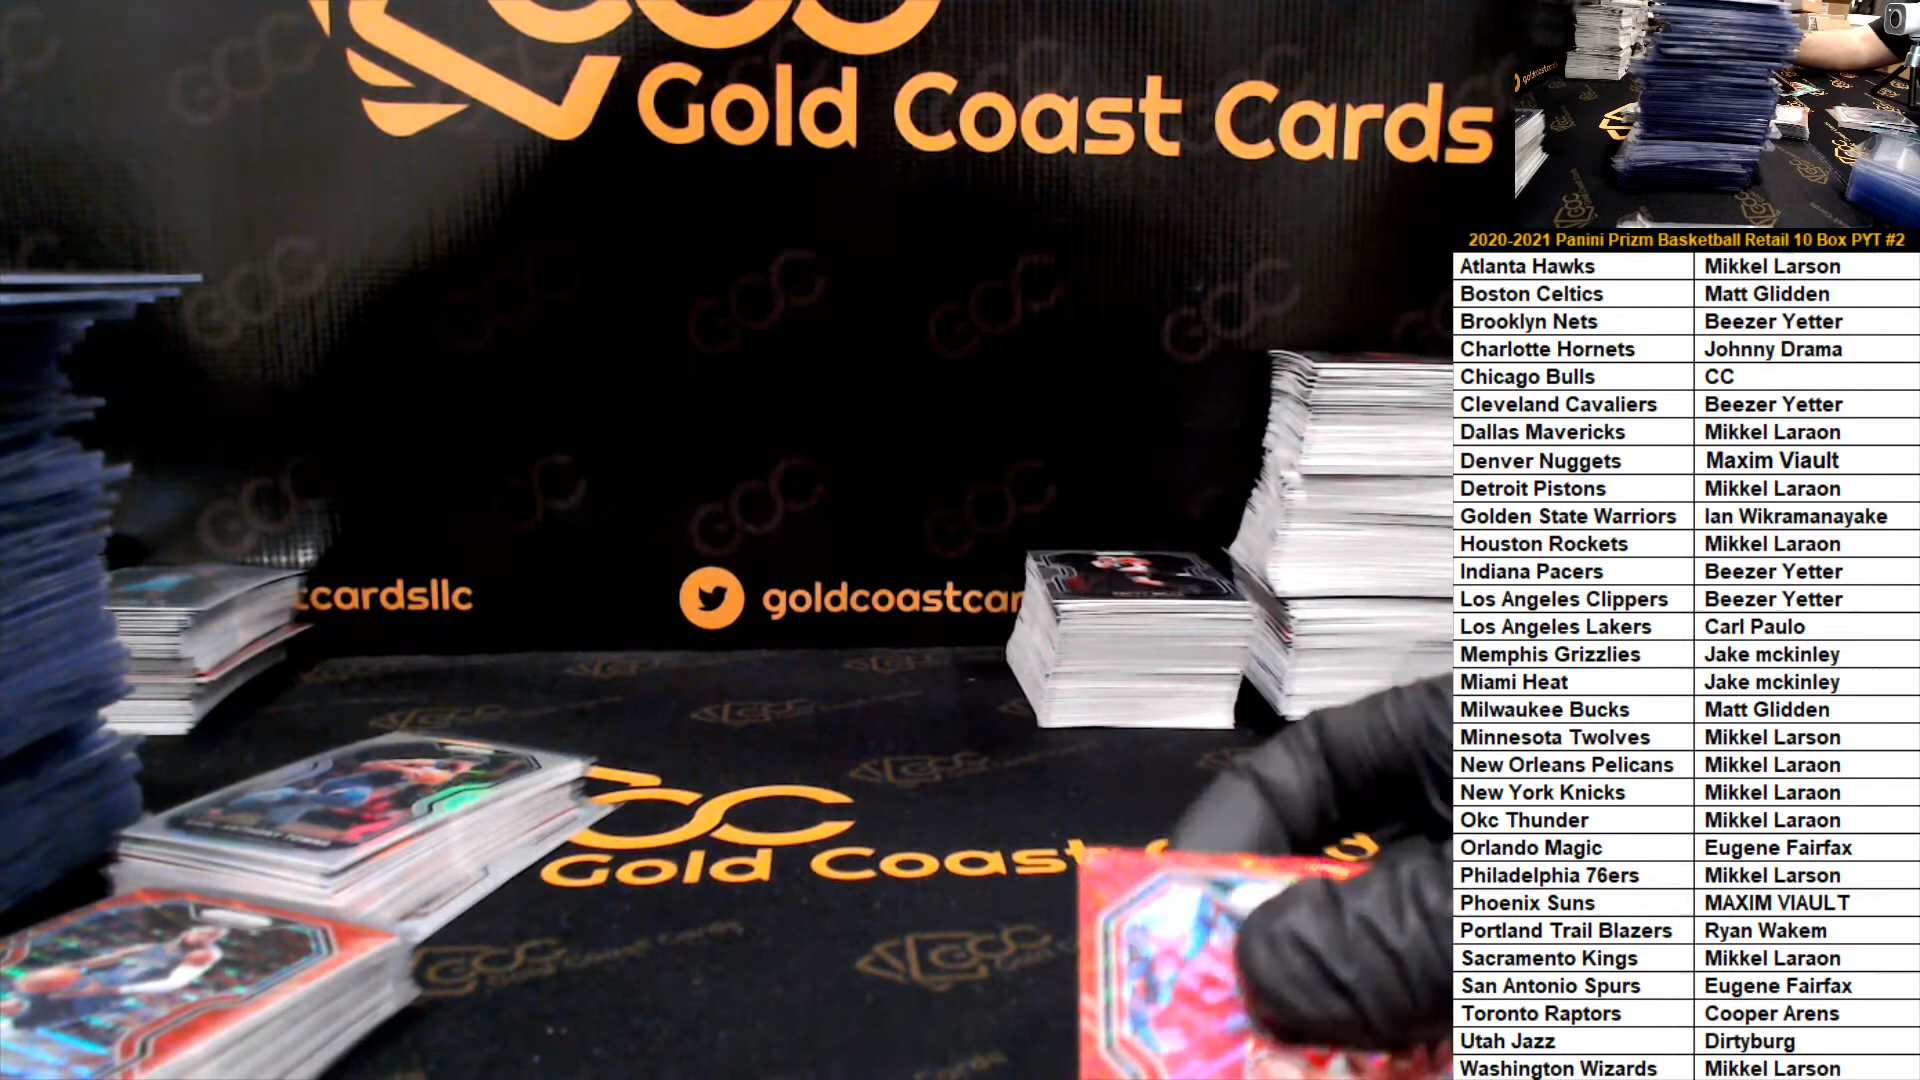 Gold Coast Cards
tcardsllc
goldcoastcar
GCC
Gold Coast
2020-2021 Panini Prizm Basketball Retail 10 Box PYT #2
Atlanta Hawks Mikkel Larson
Boston Celtics Matt Glidden
Brooklyn Nets Beezer Yetter
Charlotte Hornets Johnny Drama
Chicago Bulls CC
Cleveland Cavaliers Beezer Yetter
Dallas Mavericks Mikkel Laraon
Denver Nuggets Maxim Viault
Detroit Pistons Mikkel Laraon
Golden State Warriors Ian Wikramanayake
Houston Rockets Mikkel Laraon
Indiana Pacers Beezer Yetter
Los Angeles Clippers Beezer Yetter
Los Angeles Lakers Carl Paulo
Memphis Grizzlies Jake mckinley
Miami Heat Jake mckinley
Milwaukee Bucks Matt Glidden
Minnesota Twolves Mikkel Larson
New Orleans Pelicans Mikkel Laraon
New York Knicks Mikkel Laraon
Okc Thunder Mikkel Laraon
Orlando Magic Eugene Fairfax
Philadelphia 76ers Mikkel Larson
Phoenix Suns MAXIM VIAULT
Portland Trail Blazers Ryan Wakem
Sacramento Kings Mikkel Laraon
San Antonio Spurs Eugene Fairfax
Toronto Raptors Cooper Arens
Utah Jazz Dirtyburg
Washington Wizards Mikkel Larson